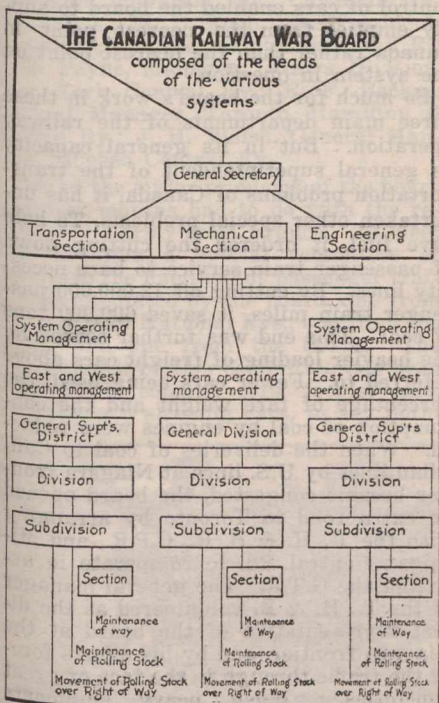 THE CANADIAN RAILWAY WAR BOARD
composed of the heads
of the various
systems
General Secretary
Transportation
Section
Mechanical
Section
Engineering
Section
System Operating
Management
East and West
operating management
General Supt's,
District
Division
Subdivision
Section
Maintenance
of way
Maintenance
of Rolling Stock
Movement of Rolling Stock
over Right of Way
System operating
management
General Division
Division
Subdivision
Section
Maintenance
of Way
Maintenance
of Rolling Stock
Movement of Rolling Stock
over Right of Way
System Operating
Management
East and West
operating management
General Sup'ts
District
Division
Subdivision
Section
Maintenance
of Way
Maintenance
of Rolling Stock
Movement of Rolling Stock
over Right of Way